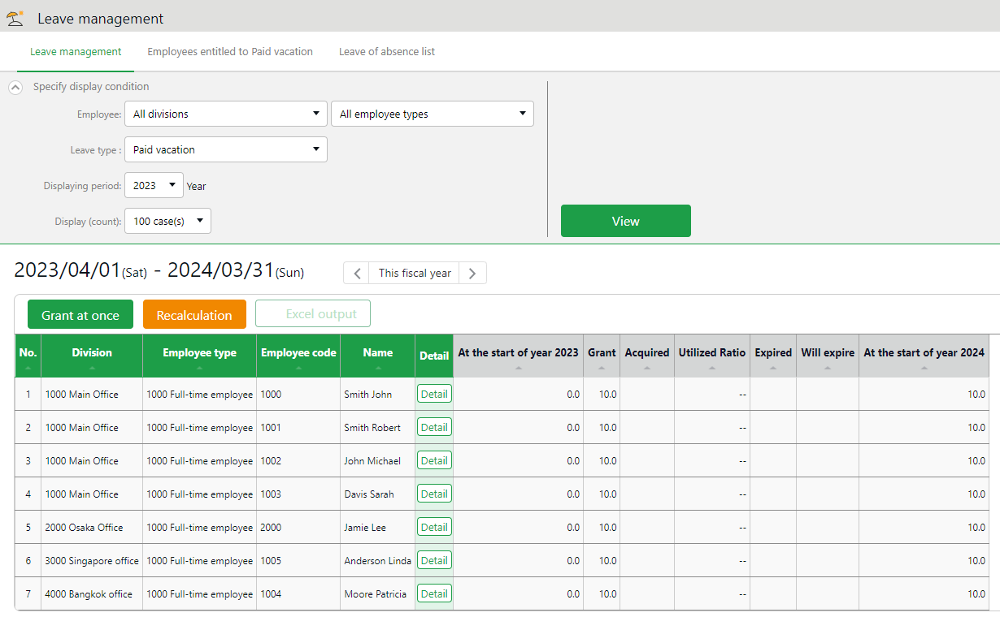 Leave management
Leave management Employees entitled to Paid vacation Leave of absence list
Specify display condition
Employee: All divisions All employee types
Leave type : Paid vacation
Displaying period: 2023 Year
Display (count): 100 case(s)
View
2023/04/01(Sat) - 2024/03/31(Sun) This fiscal year
Grant at once Recalculation Excel output
No. Division Employee type Employee code Name Detail At the start of year 2023 Grant Acquired Utilized Ratio Expired Will expire At the start of year 2024
1 1000 Main Office 1000 Full-time employee 1000 Smith John Detail 0.0 10.0 -- 10.0
2 1000 Main Office 1000 Full-time employee 1001 Smith Robert Detail 0.0 10.0 -- 10.0
3 1000 Main Office 1000 Full-time employee 1002 John Michael Detail 0.0 10.0 -- 10.0
4 1000 Main Office 1000 Full-time employee 1003 Davis Sarah Detail 0.0 10.0 -- 10.0
5 2000 Osaka Office 1000 Full-time employee 2000 Jamie Lee Detail 0.0 10.0 -- 10.0
6 3000 Singapore office 1000 Full-time employee 1005 Anderson Linda Detail 0.0 10.0 -- 10.0
7 4000 Bangkok office 1000 Full-time employee 1004 Moore Patricia Detail 0.0 10.0 -- 10.0